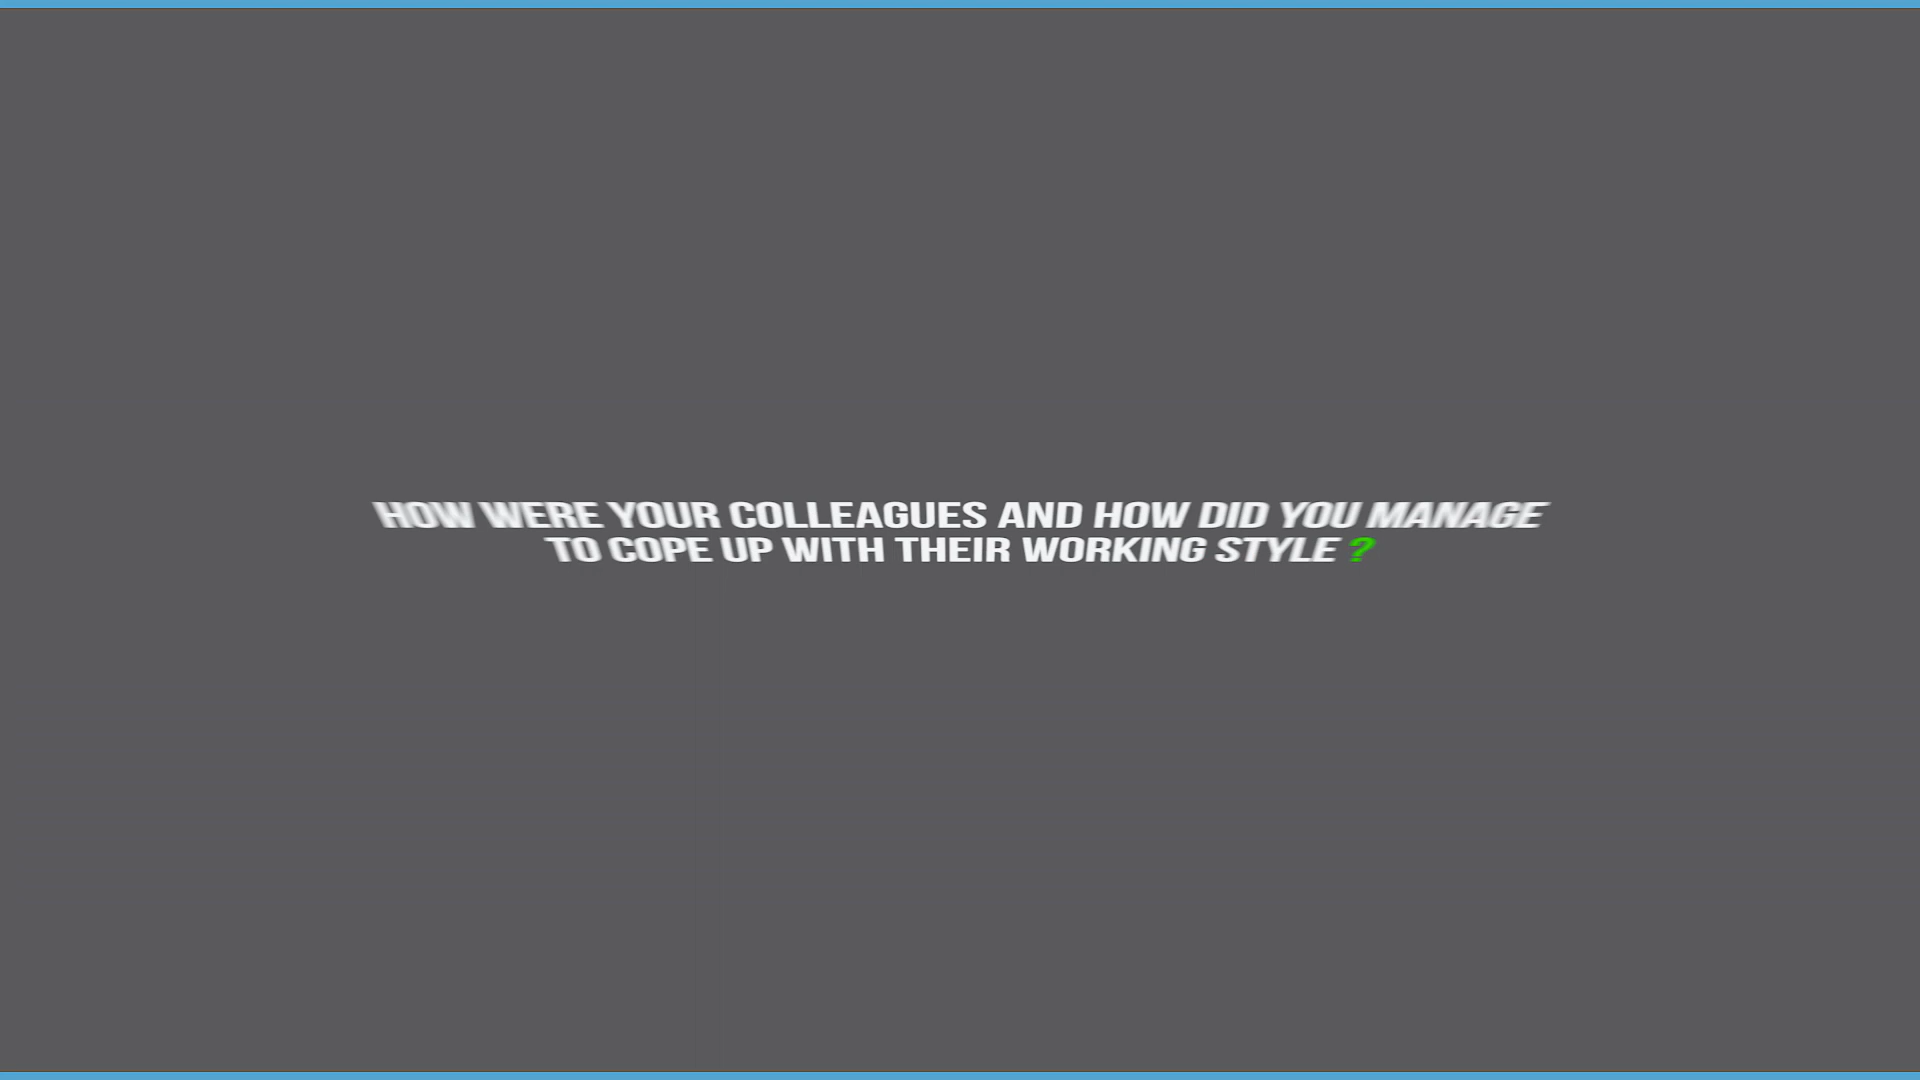 HOW WERE YOUR COLLEAGUES AND HOW DID YOU MANAGE
TO COPE UP WITH THEIR WORKING STYLE ?